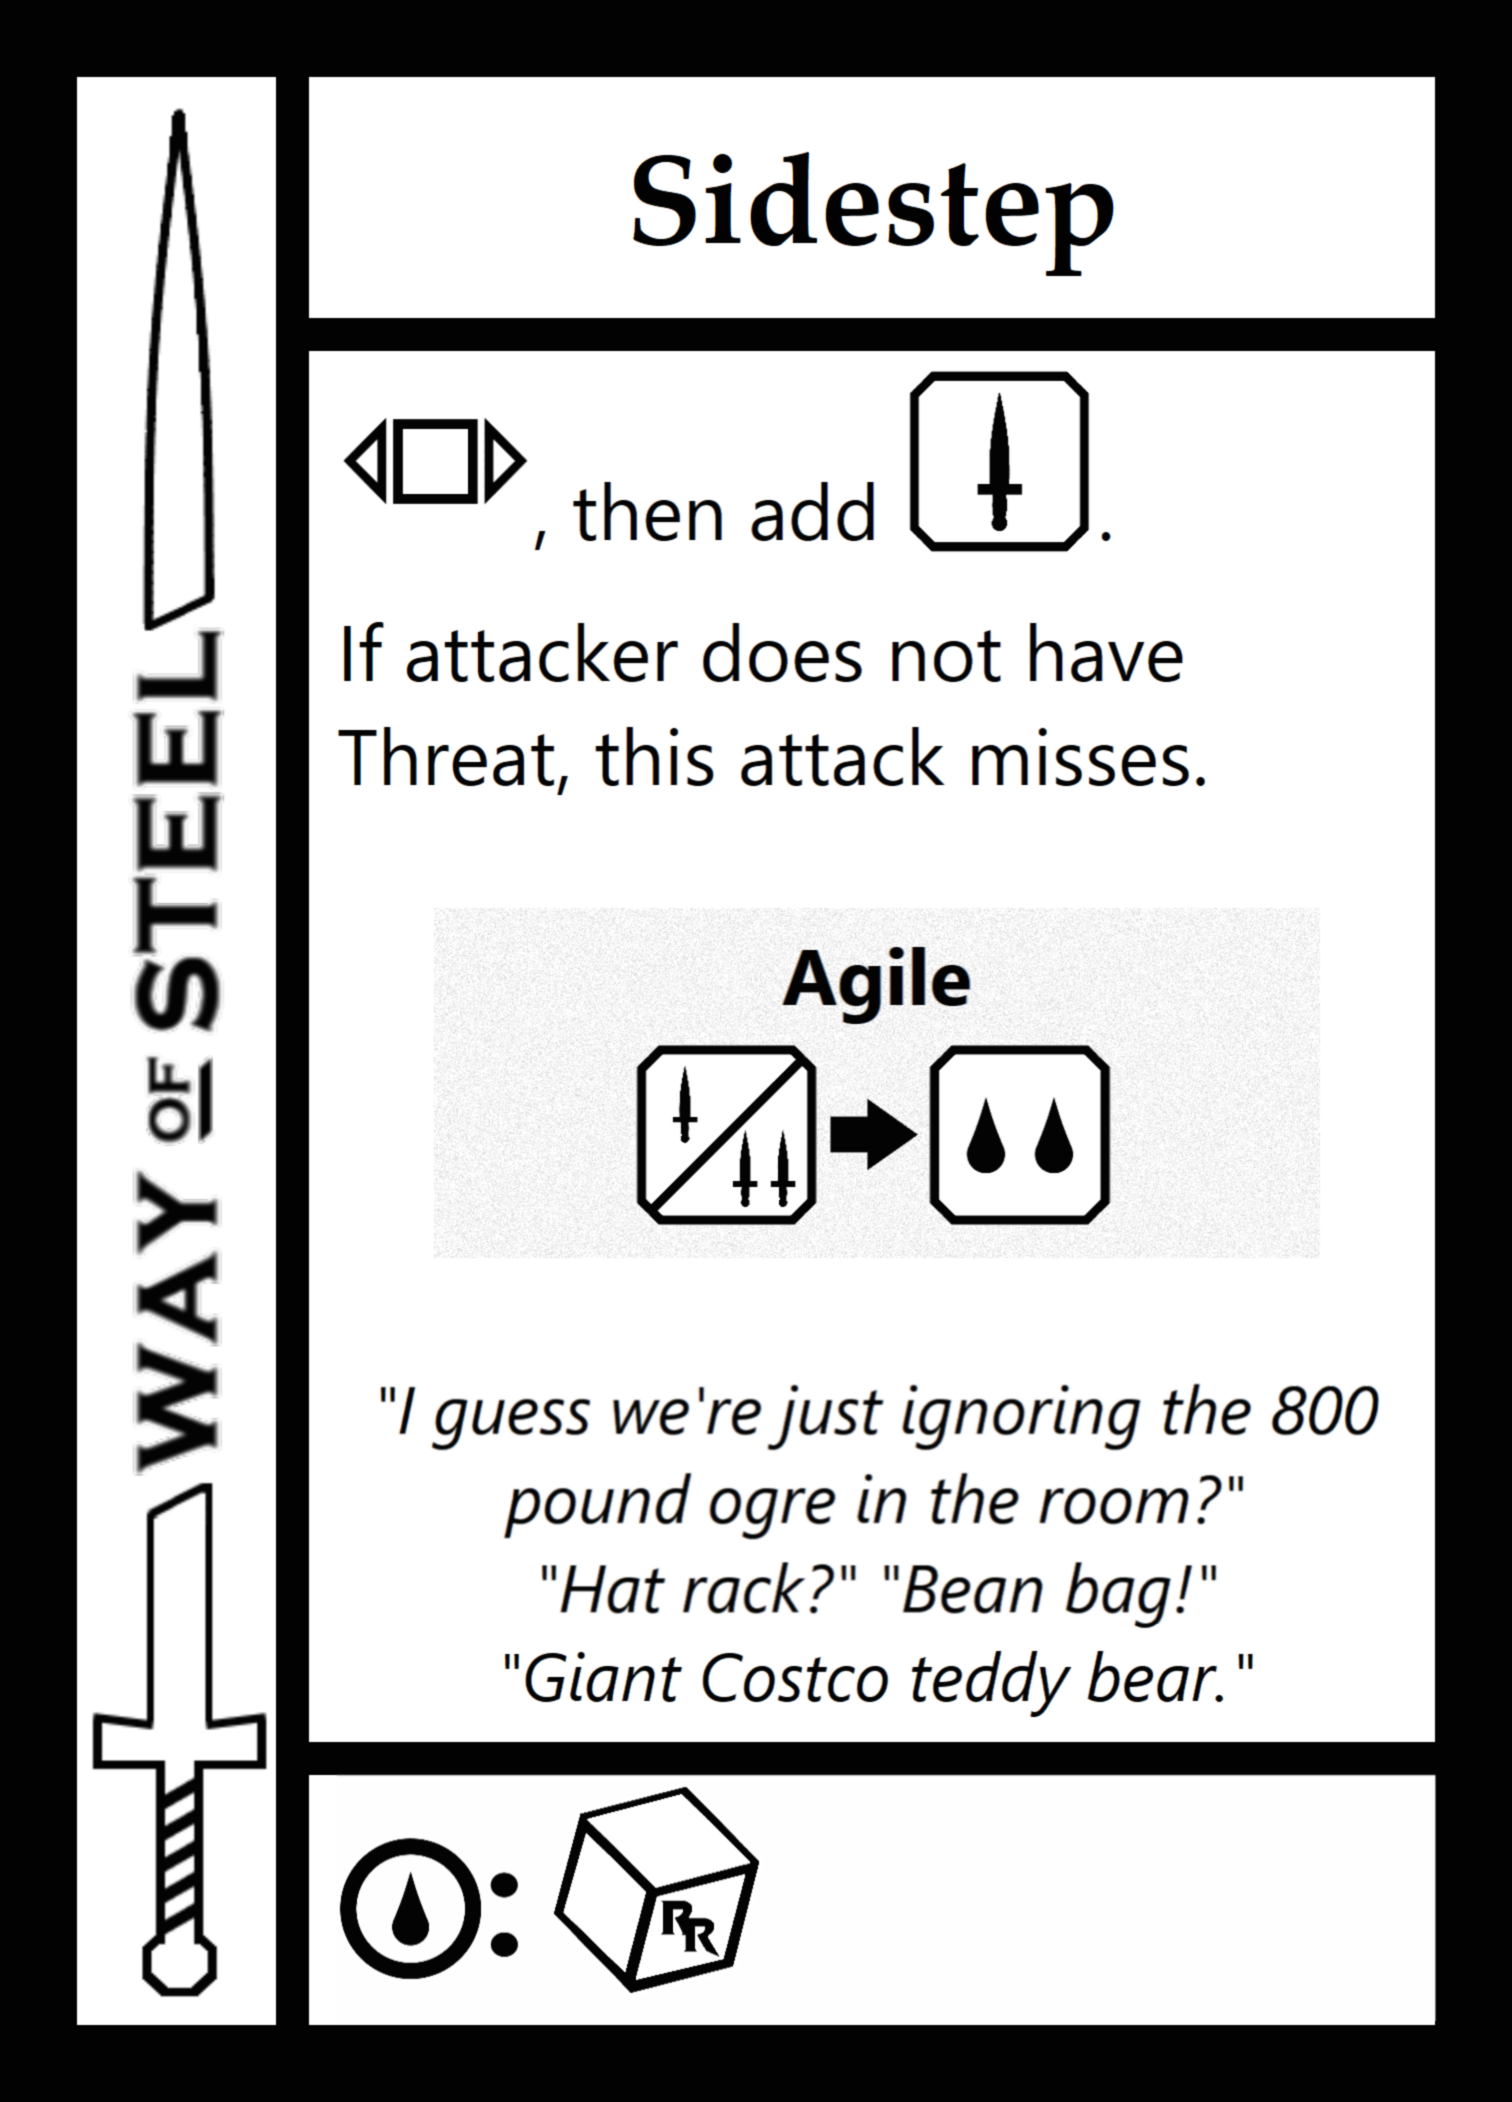 WAY OF STEEL
Sidestep
, then add .
If attacker does not have
Threat, this attack misses.
Agile
"I guess we're just ignoring the 800
pound ogre in the room?"
"Hat rack?" "Bean bag!"
"Giant Costco teddy bear."
: RR